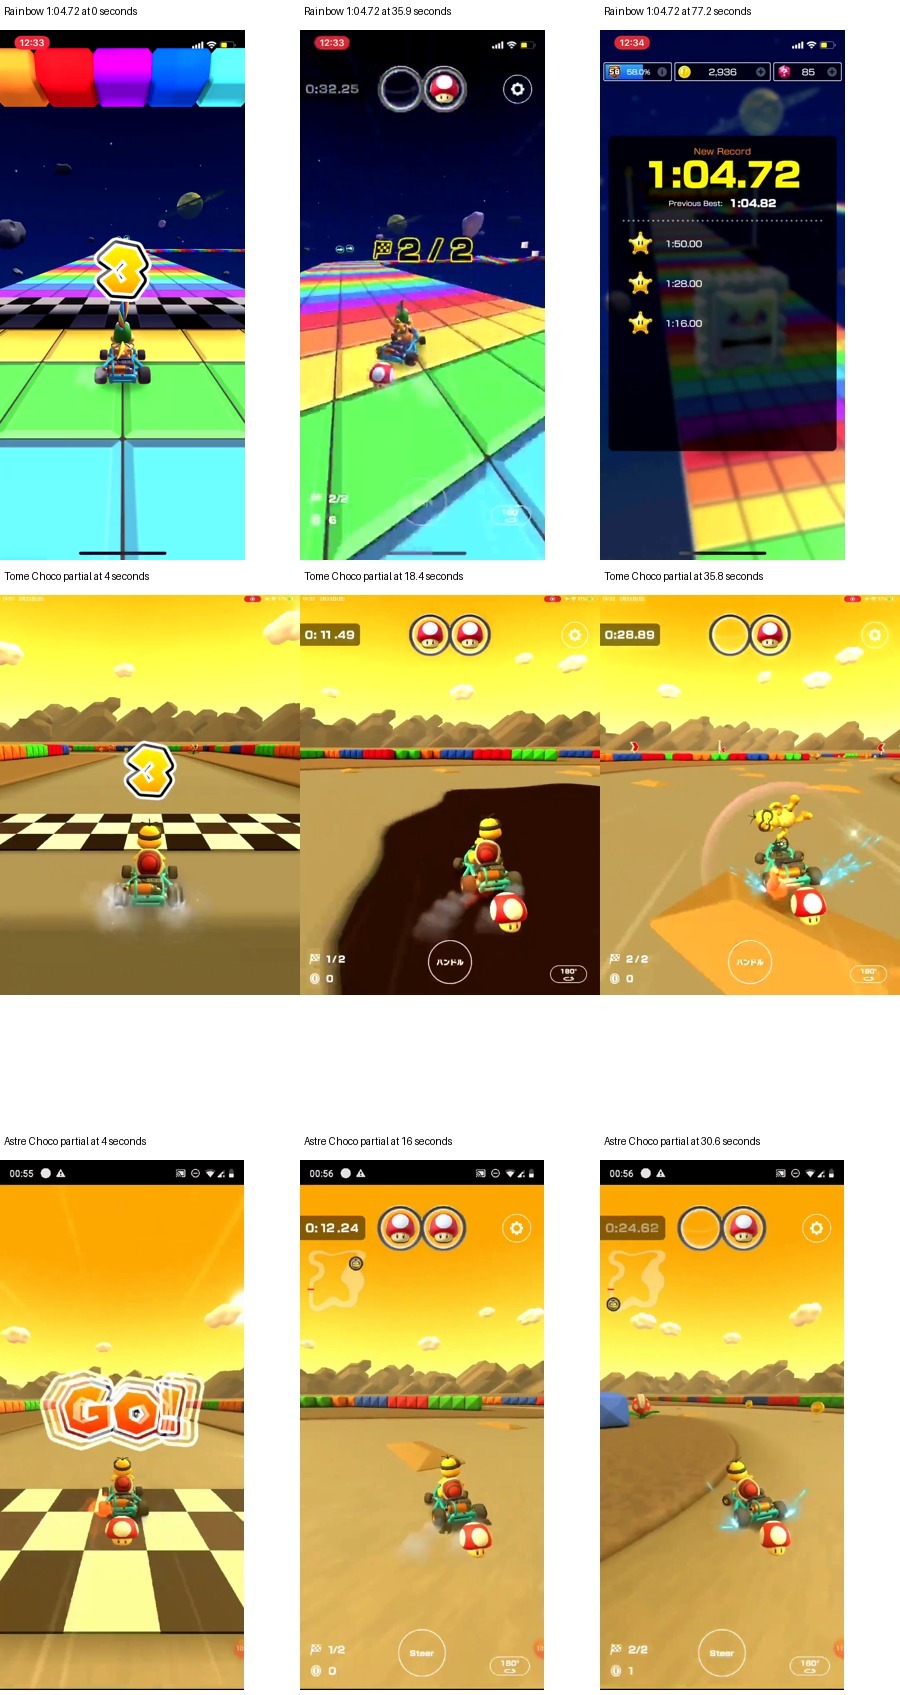 Rainbow 1:04.72 at 0 seconds
Rainbow 1:04.72 at 35.9 seconds
Rainbow 1:04.72 at 77.2 seconds
12:33
12:33
12:34
3
0:32.25
2/2
2/2
6
180°
58
58.0%
2,936
85
New Record
1:04.72
Previous Best: 1:04.82
1:50.00
1:28.00
1:16.00
Tome Choco partial at 4 seconds
Tome Choco partial at 18.4 seconds
Tome Choco partial at 35.8 seconds
3
0:11.49
1/2
0
ハンドル
180°
0:28.89
2/2
0
ハンドル
180°
Astre Choco partial at 4 seconds
Astre Choco partial at 16 seconds
Astre Choco partial at 30.6 seconds
00:55
00:56
00:56
GO!
0:12.24
1/2
0
Steer
180°
0:24.62
2/2
1
Steer
180°